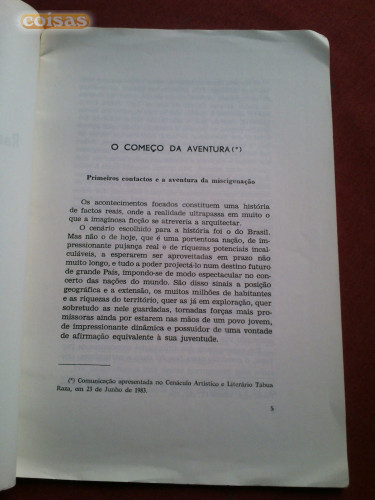 coisas
O COMEÇO DA AVENTURA(*)
Primeiros contactos e a aventura da miscigenação
Os acontecimentos focados constituem uma história
de factos reais, onde a realidade ultrapassa em muito o
que a imaginosa ficção se atreveria a arquitectar.
O cenário escolhido para a história foi o do Brasil.
Mas não o de hoje, que é uma portentosa nação, de im-
pressionante pujança real e de riquezas potenciais incal-
culáveis, a esperarem ser aproveitadas em prazo não
muito longo, e tudo a poder projectá-lo num destino futuro
de grande País, impondo-se de modo espectacular no con-
certo das nações do mundo. São disso sinais a posição
geográfica e a extensão, os muitos milhões de habitantes
e as riquezas do território, quer as já em exploração, quer
sobretudo as nele guardadas, tornadas forças mais pro-
missoras ainda por estarem nas mãos de um povo jovem,
de impressionante dinâmica e possuidor de uma vontade
de afirmação equivalente à sua juventude.
(*) Comunicação apresentada no Cenáculo Artístico e Literário Tábua
Rasa, em 23 de Junho de 1983.
5